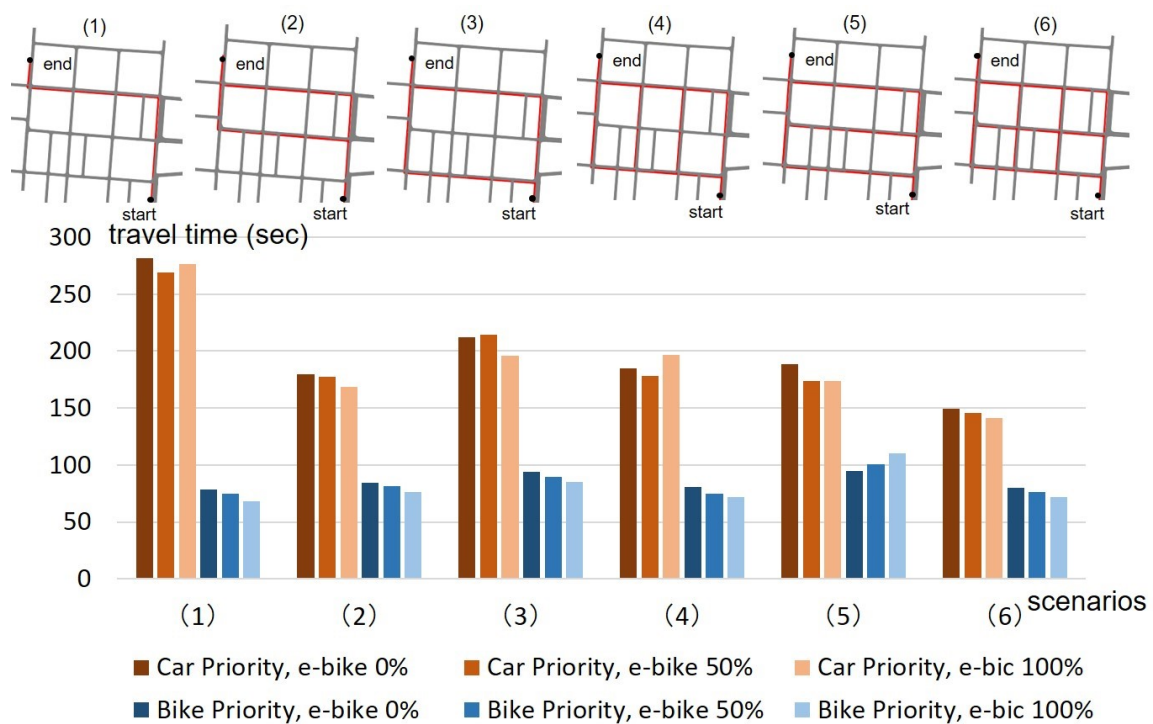 (1) (2) (3) (4) (5) (6)
end end end end end end
start start start start start start
travel time (sec)
300
250
200
150
100
50
0
(1) (2) (3) (4) (5) (6) scenarios
Car Priority, e-bike 0% Car Priority, e-bike 50% Car Priority, e-bic 100%
Bike Priority, e-bike 0% Bike Priority, e-bike 50% Bike Priority, e-bic 100%